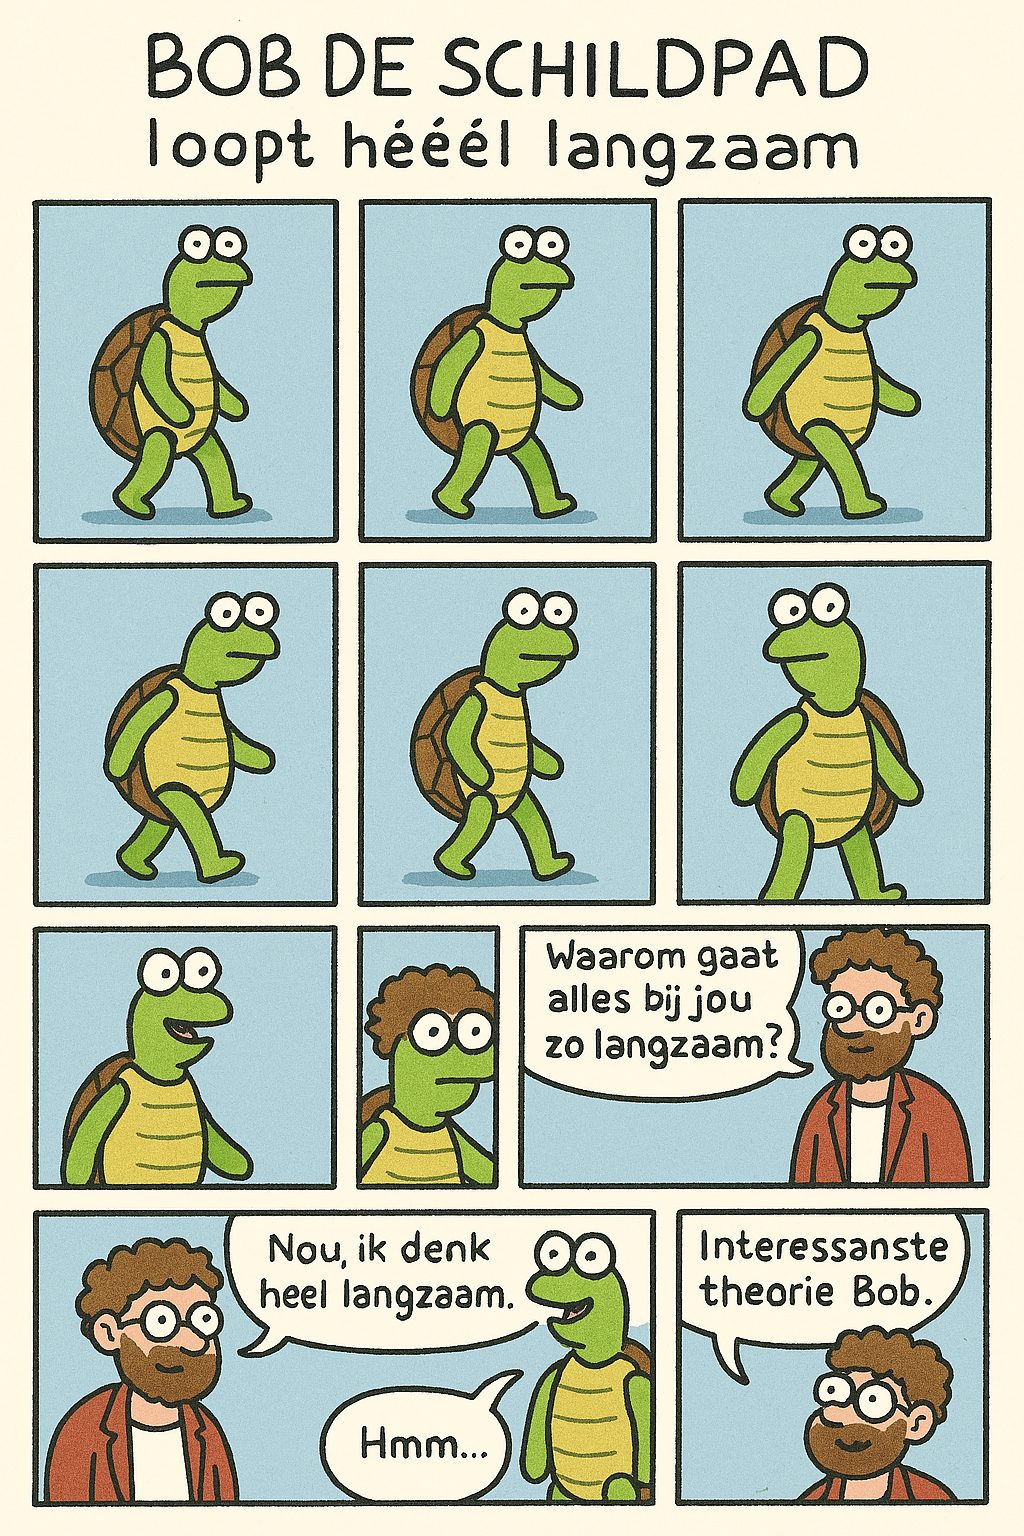 BOB DE SCHILDPAD
loopt hééél langzaam
Waarom gaat
alles bij jou
zo langzaam?
Nou, ik denk
heel langzaam.
Hmm...
Interessanste
theorie Bob.